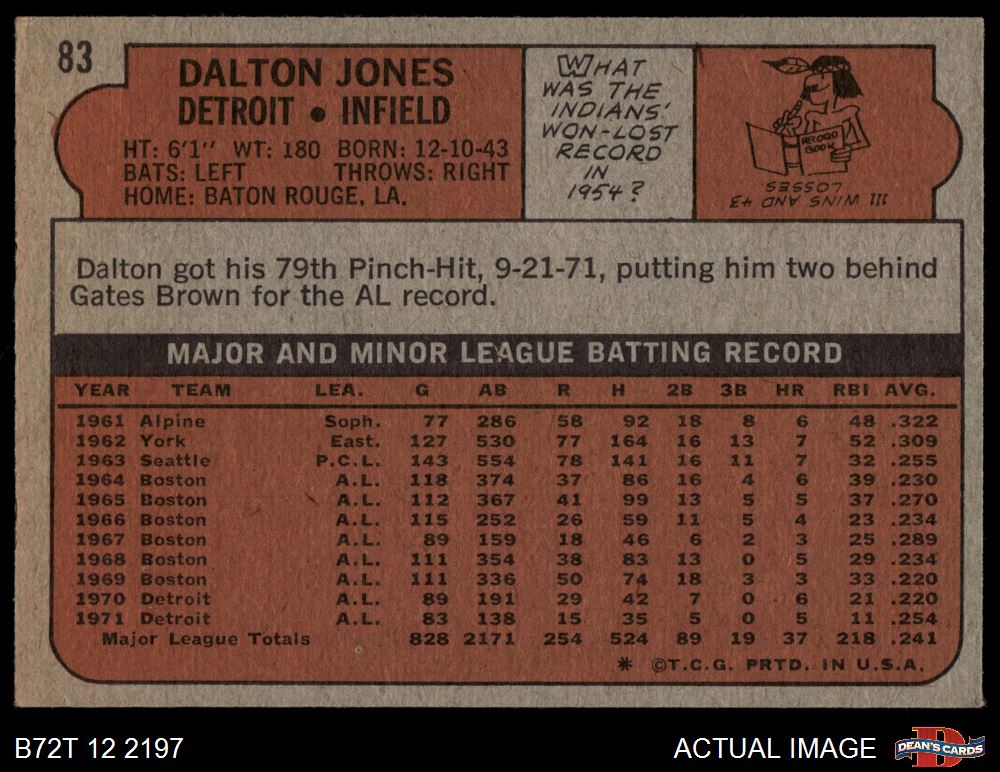 83
DALTON JONES
DETROIT • INFIELD
HT: 6'1" WT: 180 BORN: 12-10-43
BATS: LEFT THROWS: RIGHT
HOME: BATON ROUGE, LA.
WHAT
WAS THE
INDIANS'
WON-LOST
RECORD
IN
1954?
RECORD
BOOK
111 WINS AND 43
LOSSES
Dalton got his 79th Pinch-Hit, 9-21-71, putting him two behind
Gates Brown for the AL record.
MAJOR AND MINOR LEAGUE BATTING RECORD
YEAR TEAM LEA. G AB R H 2B 3B HR RBI AVG.
1961 Alpine Soph. 77 286 58 92 18 8 6 48 .322
1962 York East. 127 530 77 164 16 13 7 52 .309
1963 Seattle P.C.L. 143 554 78 141 16 11 7 32 .255
1964 Boston A.L. 118 374 37 86 16 4 6 39 .230
1965 Boston A.L. 112 367 41 99 13 5 5 37 .270
1966 Boston A.L. 115 252 26 59 11 5 4 23 .234
1967 Boston A.L. 89 159 18 46 6 2 3 25 .289
1968 Boston A.L. 111 354 38 83 13 0 5 29 .234
1969 Boston A.L. 111 336 50 74 18 3 3 33 .220
1970 Detroit A.L. 89 191 29 42 7 0 6 21 .220
1971 Detroit A.L. 83 138 15 35 5 0 5 11 .254
Major League Totals 828 2171 254 524 89 19 37 218 .241
* ©T.C.G. PRTD. IN U.S.A.
B72T 12 2197
ACTUAL IMAGE
DEAN'S CARDS